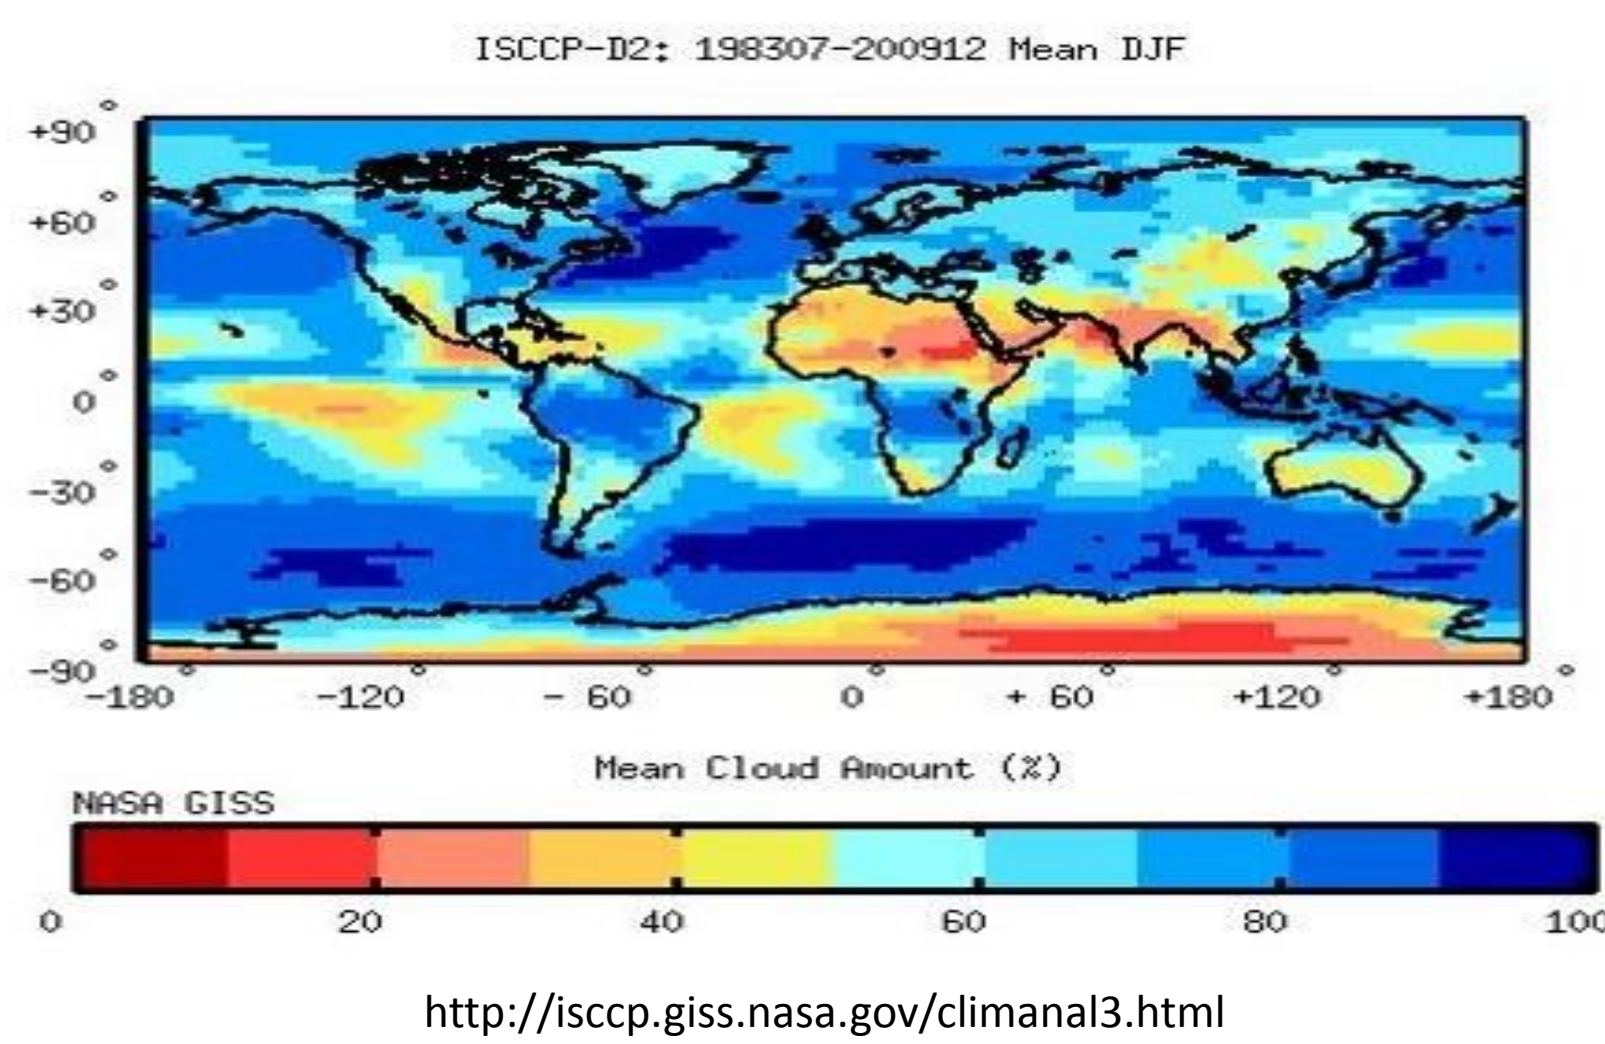 ISCCP-D2: 198307-200912 Mean DJF
+90°
+60°
+30°
0°
-30°
-60°
-90°
-180° -120° - 60° 0° + 60° +120° +180°
Mean Cloud Amount (%)
NASA GISS
0 20 40 60 80 100
http://isccp.giss.nasa.gov/climanal3.html